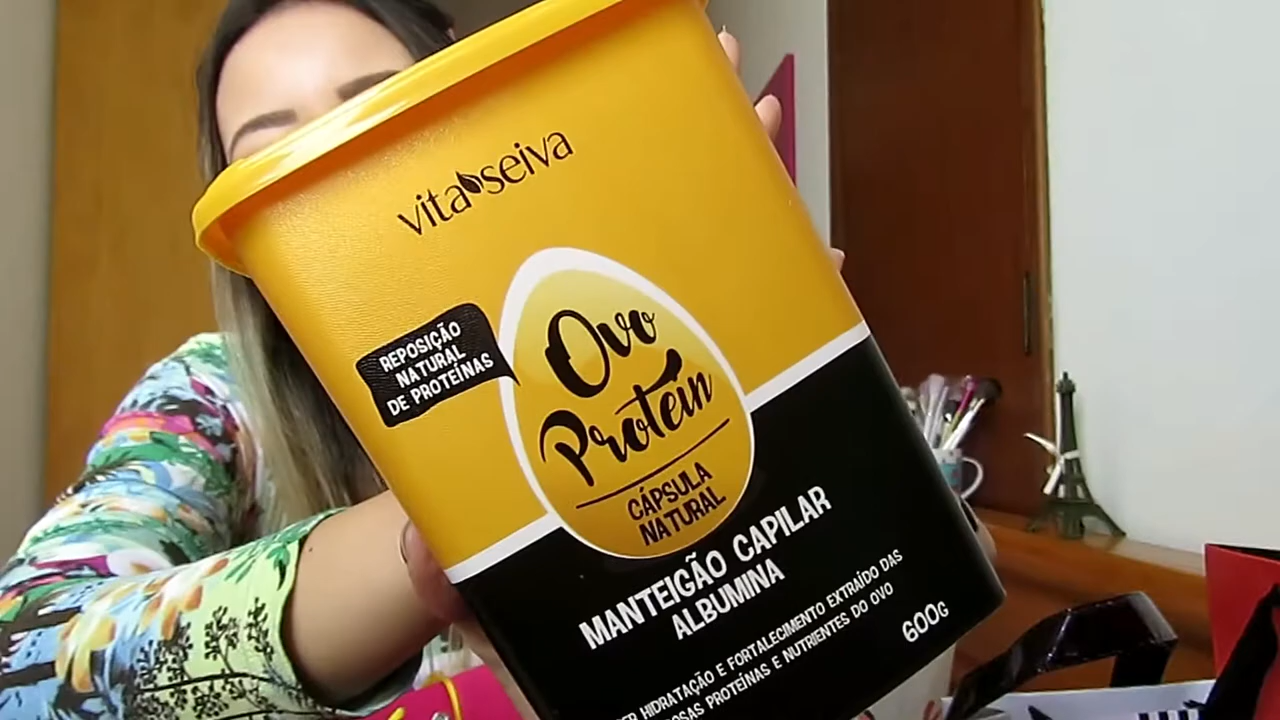 vita seiva
REPOSIÇÃO
NATURAL
DE PROTEÍNAS
Ovo
Protein
CÁPSULA
NATURAL
MANTEIGÃO CAPILAR
ALBUMINA
HIDRATAÇÃO E FORTALECIMENTO EXTRAÍDO DAS
PROTEÍNAS E NUTRIENTES DO OVO
600G